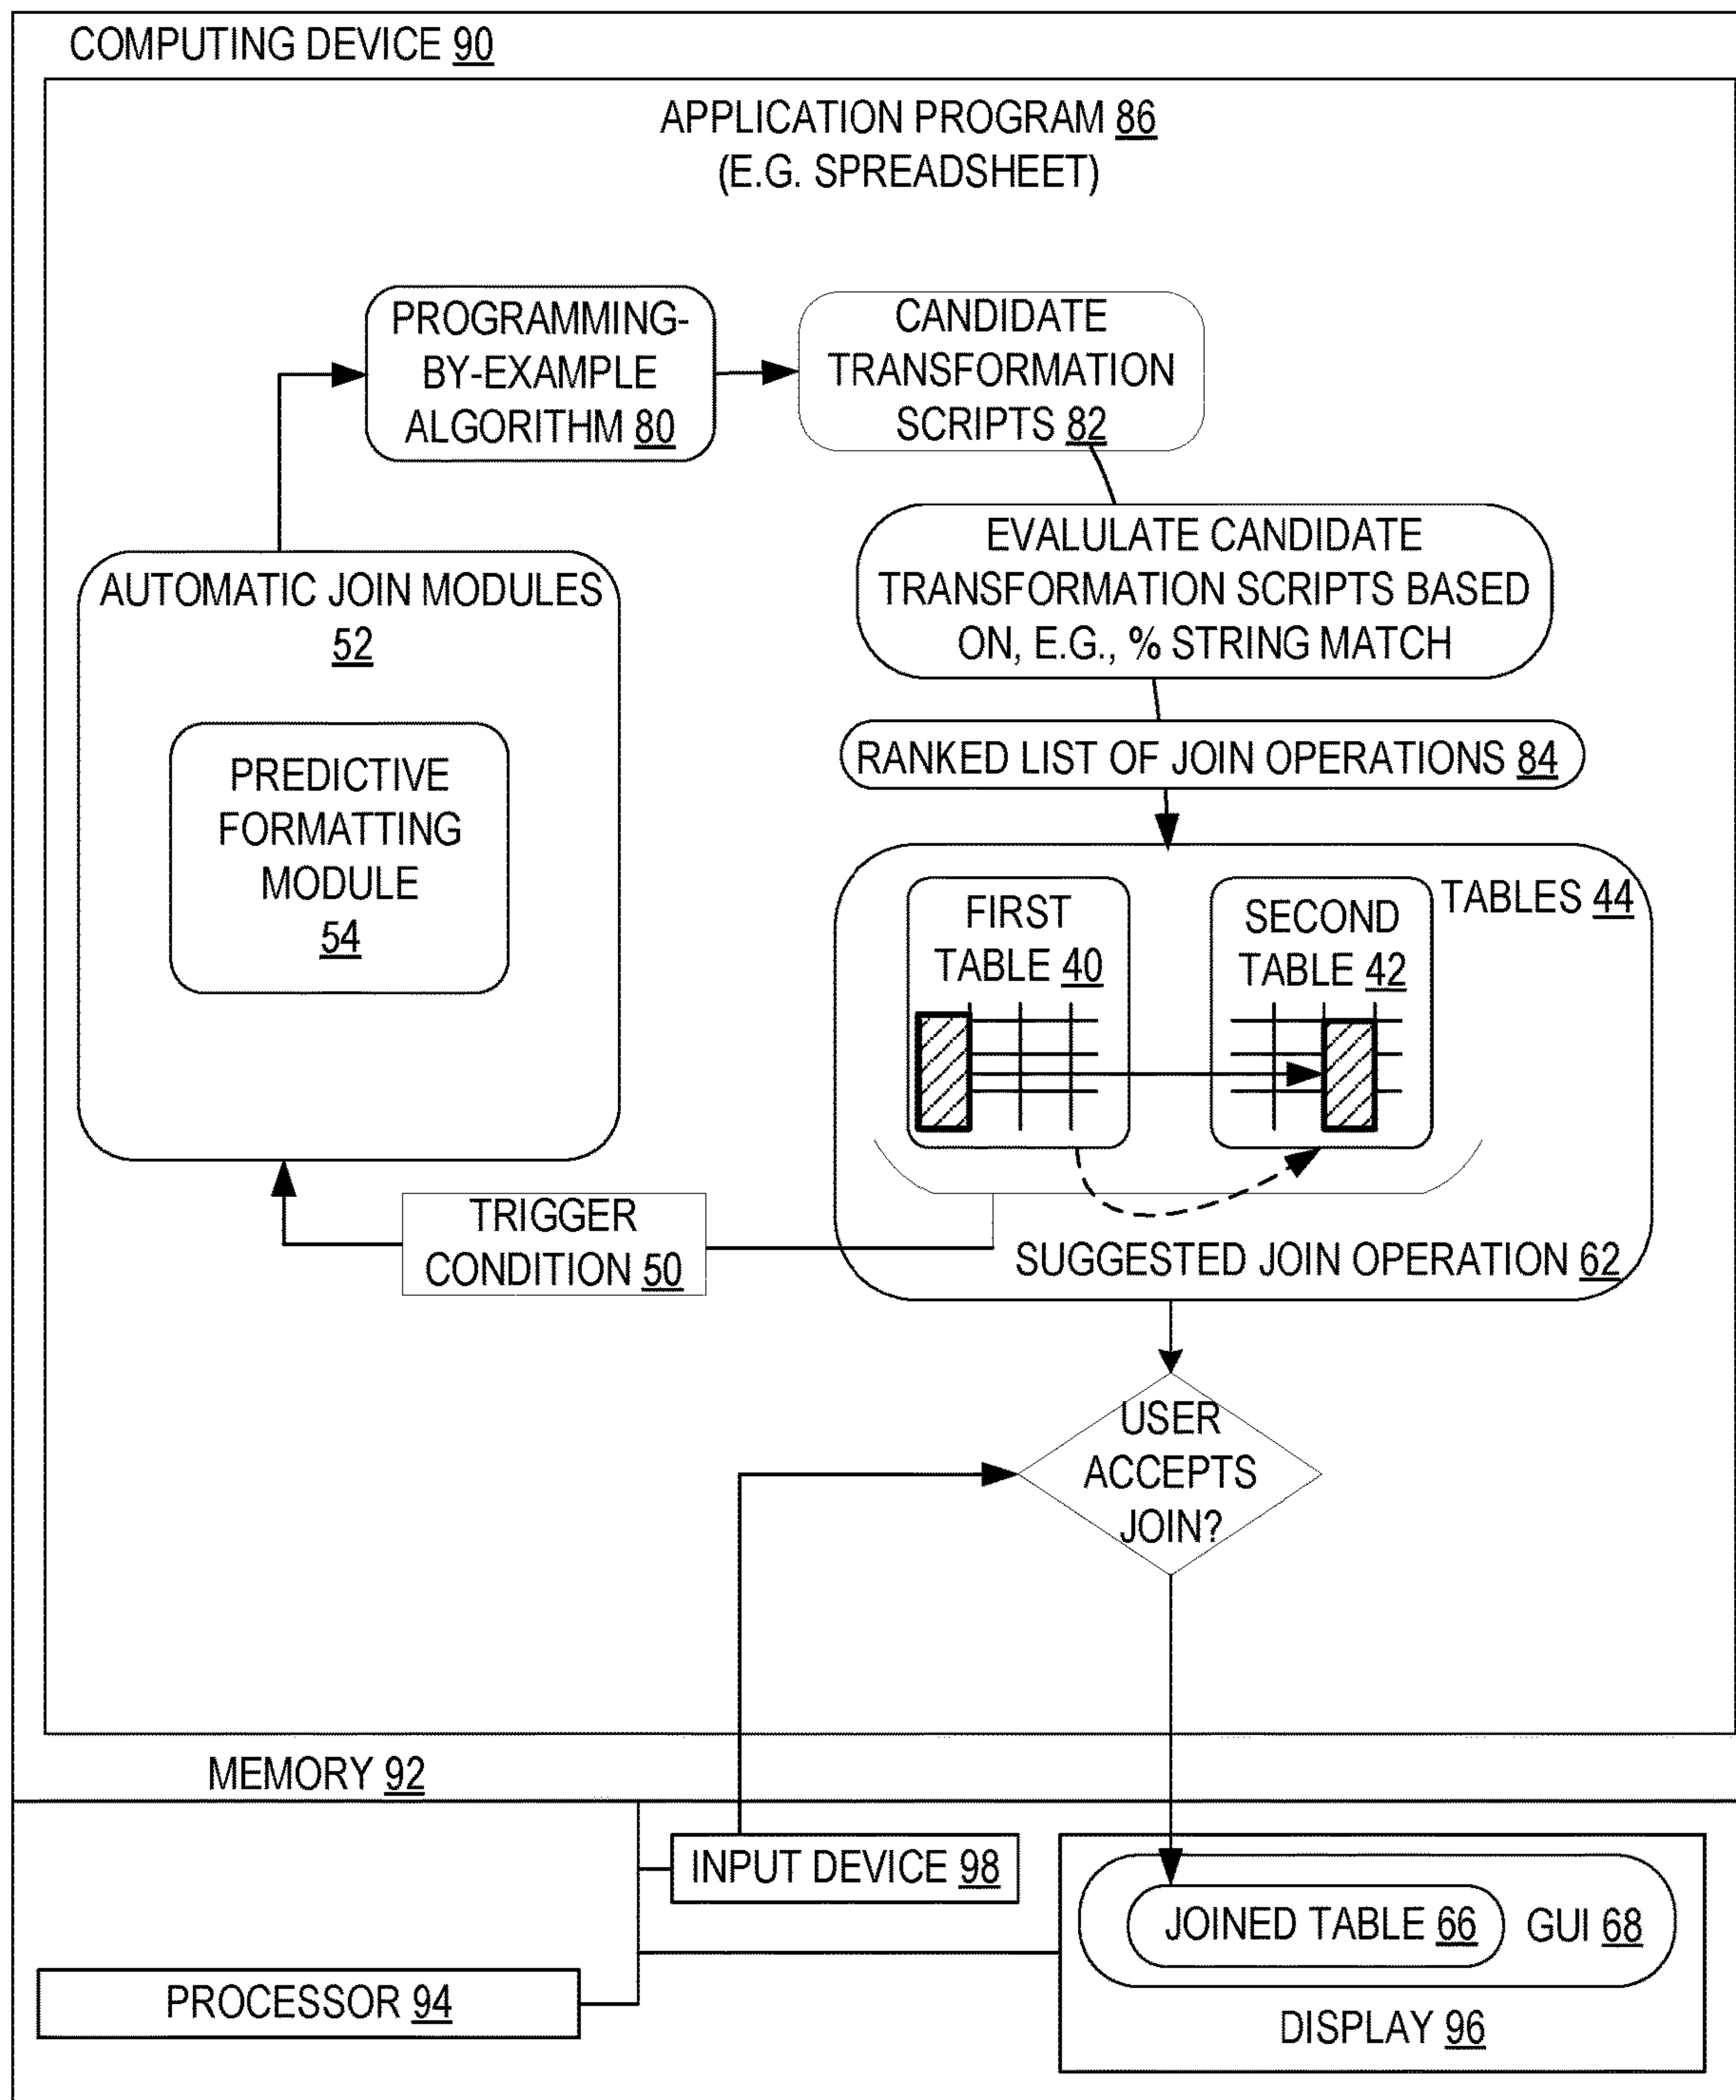 COMPUTING DEVICE 90
APPLICATION PROGRAM 86
(E.G. SPREADSHEET)
PROGRAMMING-
BY-EXAMPLE
ALGORITHM 80
CANDIDATE
TRANSFORMATION
SCRIPTS 82
EVALULATE CANDIDATE
TRANSFORMATION SCRIPTS BASED
ON, E.G., % STRING MATCH
AUTOMATIC JOIN MODULES
52
PREDICTIVE
FORMATTING
MODULE
54
RANKED LIST OF JOIN OPERATIONS 84
TABLES 44
FIRST
TABLE 40
SECOND
TABLE 42
TRIGGER
CONDITION 50
SUGGESTED JOIN OPERATION 62
USER
ACCEPTS
JOIN?
MEMORY 92
INPUT DEVICE 98
JOINED TABLE 66
GUI 68
PROCESSOR 94
DISPLAY 96